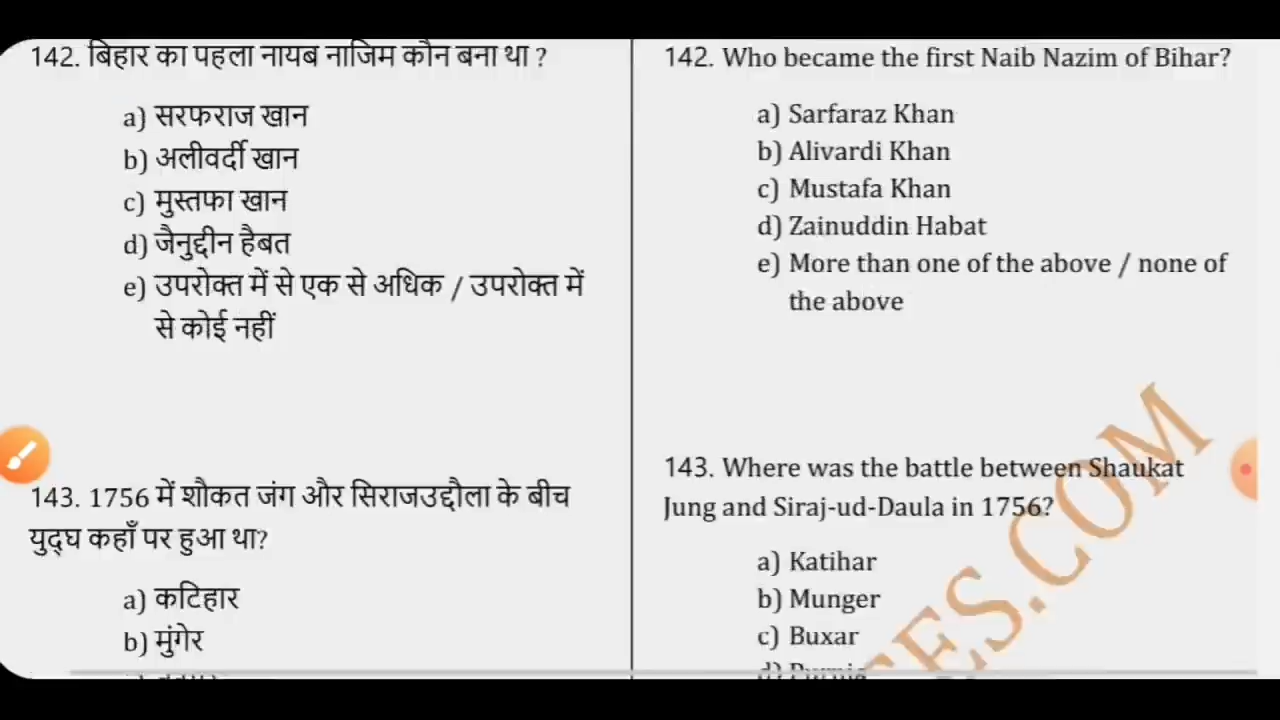 142. बिहार का पहला नायब नाजिम कौन बना था ?
a) सरफराज खान
b) अलीवर्दी खान
c) मुस्तफा खान
d) जैनुद्दीन हैबत
e) उपरोक्त में से एक से अधिक / उपरोक्त में
से कोई नहीं
143. 1756 में शौकत जंग और सिराजउद्दौला के बीच
युद्घ कहाँ पर हुआ था?
a) कटिहार
b) मुंगेर
142. Who became the first Naib Nazim of Bihar?
a) Sarfaraz Khan
b) Alivardi Khan
c) Mustafa Khan
d) Zainuddin Habat
e) More than one of the above / none of
the above
143. Where was the battle between Shaukat
Jung and Siraj-ud-Daula in 1756?
a) Katihar
b) Munger
c) Buxar
d) Purnia
ES.COM